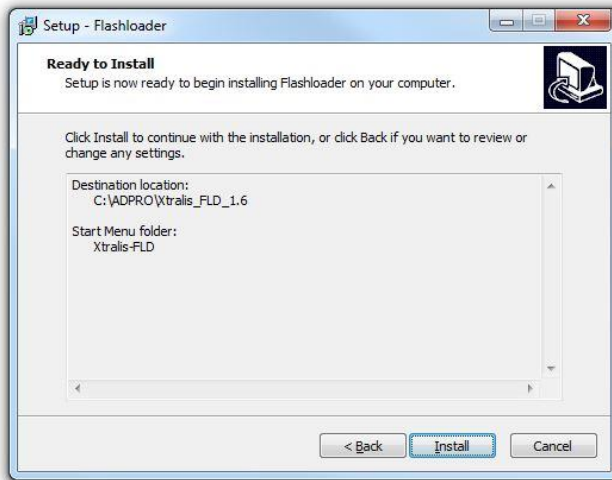 Setup - Flashloader
Ready to Install
Setup is now ready to begin installing Flashloader on your computer.
Click Install to continue with the installation, or click Back if you want to review or
change any settings.
Destination location:
C:\ADPRO\Xtralis_FLD_1.6
Start Menu folder:
Xtralis-FLD
< Back
Install
Cancel